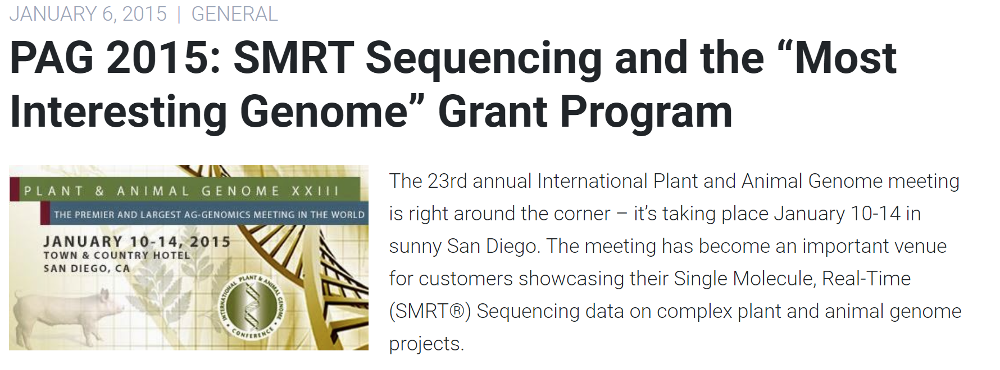 JANUARY 6, 2015 | GENERAL
PAG 2015: SMRT Sequencing and the “Most
Interesting Genome” Grant Program
PLANT & ANIMAL GENOME XXIII
THE PREMIER AND LARGEST AG-GENOMICS MEETING IN THE WORLD
JANUARY 10-14, 2015
TOWN & COUNTRY HOTEL
SAN DIEGO, CA
INTERNATIONAL PLANT & ANIMAL GENOME
CONFERENCE
The 23rd annual International Plant and Animal Genome meeting
is right around the corner – it’s taking place January 10-14 in
sunny San Diego. The meeting has become an important venue
for customers showcasing their Single Molecule, Real-Time
(SMRT®) Sequencing data on complex plant and animal genome
projects.